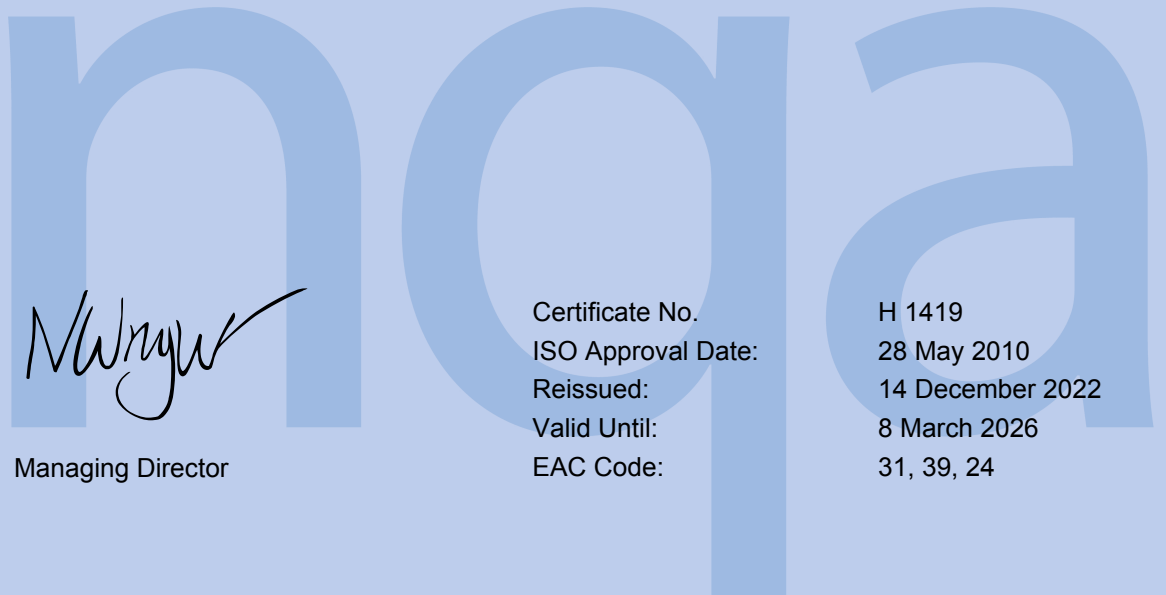 nqa
Managing Director
Certificate No. H 1419
ISO Approval Date: 28 May 2010
Reissued: 14 December 2022
Valid Until: 8 March 2026
EAC Code: 31, 39, 24